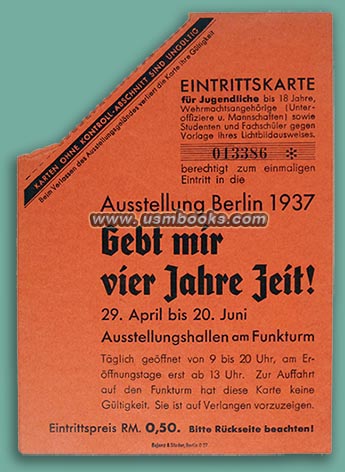 KARTEN OHNE KONTROLL-ABSCHNITT SIND UNGÜLTIG
Beim Verlassen des Ausstellungsgeländes verliert die Karte ihre Gültigkeit
EINTRITTSKARTE
für Jugendliche bis 18 Jahre,
Wehrmachtsangehörige (Unter-
offiziere u. Mannschaften) sowie
Studenten und Fachschüler gegen
Vorlage ihres Lichtbildausweises.
013386 *
berechtigt zum einmaligen
Eintritt in die
Ausstellung Berlin 1937
www.usmbooks.com
Gebt mir
vier Jahre Zeit!
29. April bis 20. Juni
Ausstellungshallen am Funkturm
Täglich geöffnet von 9 bis 20 Uhr, am Er-
öffnungstage erst ab 13 Uhr. Zur Auffahrt
auf den Funkturm hat diese Karte keine
Gültigkeit. Sie ist auf Verlangen vorzuzeigen.
Eintrittspreis RM. 0,50. Bitte Rückseite beachten!